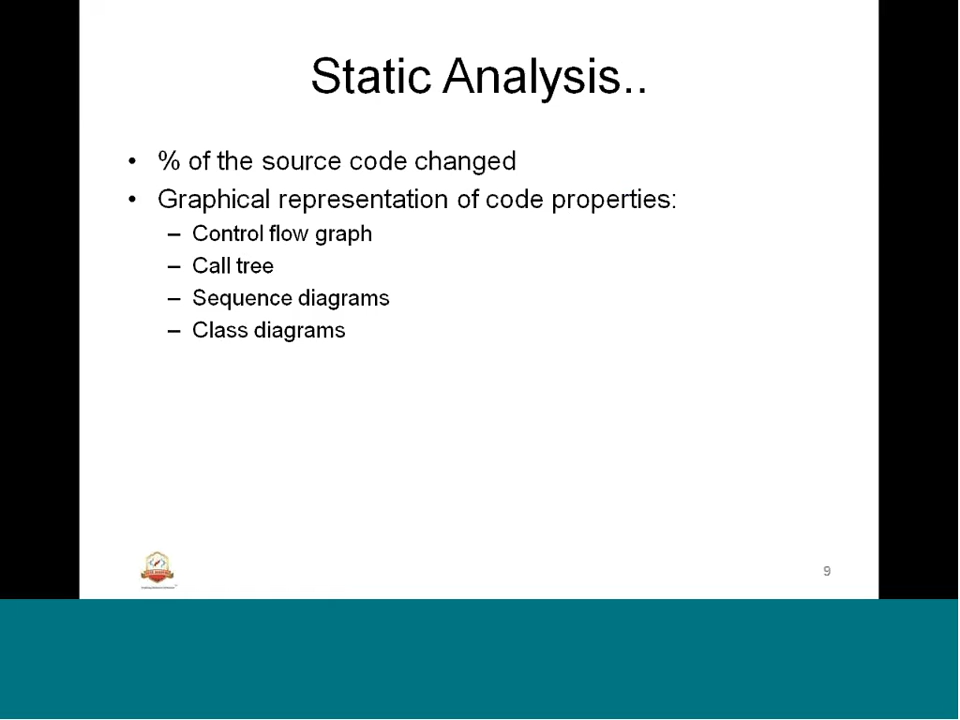 Static Analysis..
• % of the source code changed
• Graphical representation of code properties:
– Control flow graph
– Call tree
– Sequence diagrams
– Class diagrams
9